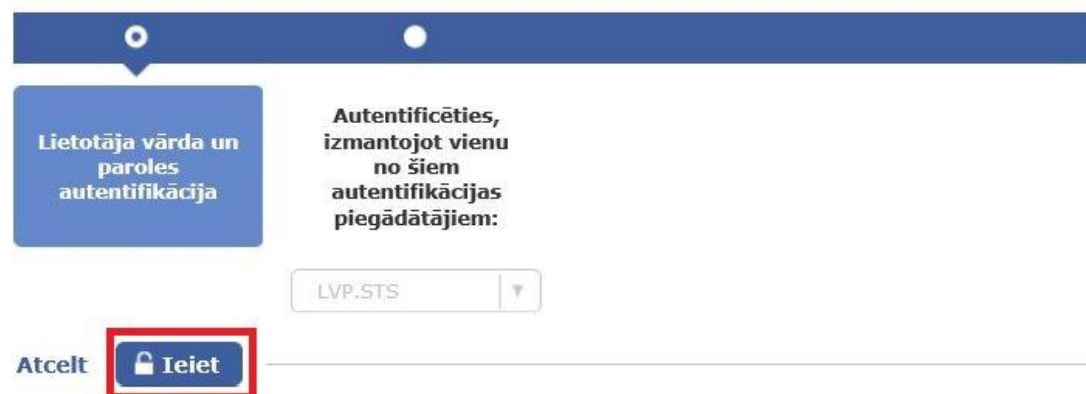 Lietotāja vārda un
paroles
autentifikācija
Autentificēties,
izmantojot vienu
no šiem
autentifikācijas
piegādātājiem:
LVP.STS
Atcelt
Ieiet